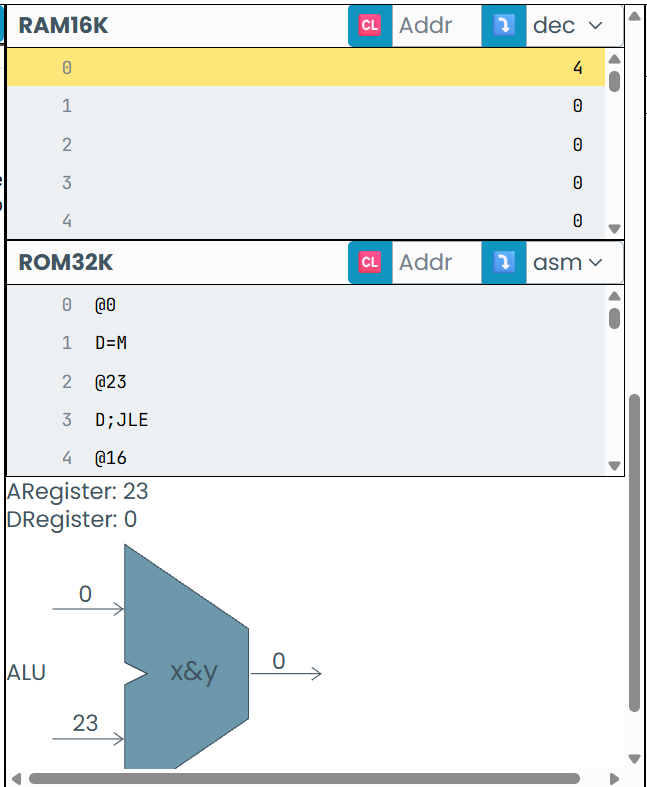 RAM16K CL Addr dec
0 4
1 0
2 0
3 0
4 0
ROM32K CL Addr asm
0 @0
1 D=M
2 @23
3 D;JLE
4 @16
ARegister: 23
DRegister: 0
0
ALU x&y 0
23